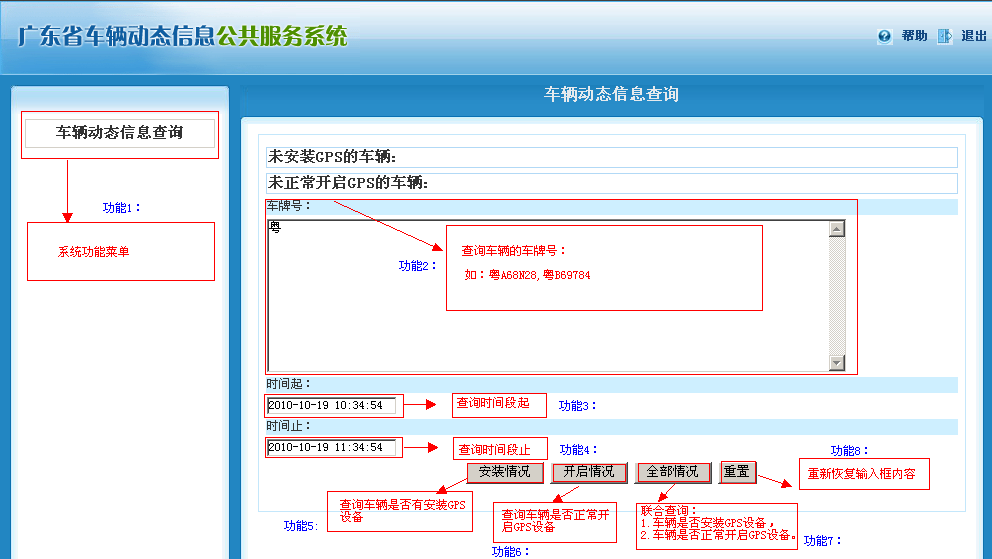 广东省车辆动态信息公共服务系统
帮助 退出
车辆动态信息查询
车辆动态信息查询
功能1：
系统功能菜单
未安装GPS的车辆：
未正常开启GPS的车辆：
车牌号：
粤
功能2：
查询车辆的车牌号：
如：粤A68N28,粤B69784
时间起：
2010-10-19 10:34:54
查询时间段起
功能3：
时间止：
2010-10-19 11:34:54
查询时间段止
功能4：
安装情况 开启情况 全部情况 重置
功能8：
重新恢复输入框内容
功能5:
查询车辆是否有安装GPS
设备
查询车辆是否正常开
启GPS设备
功能6：
联合查询：
1.车辆是否安装GPS设备，
2.车辆是否正常开启GPS设备。
功能7：